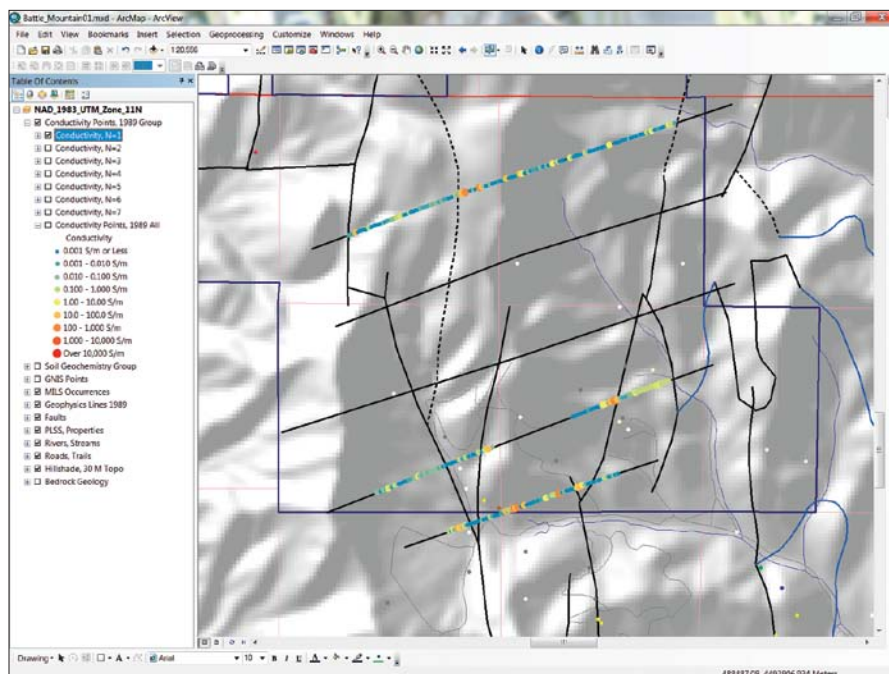 Battle_Mountain01.mxd - ArcMap - ArcView
File Edit View Bookmarks Insert Selection Geoprocessing Customize Windows Help
Table Of Contents
NAD_1983_UTM_Zone_11N
Conductivity Points, 1989 Group
Conductivity, N=1
Conductivity, N=2
Conductivity, N=3
Conductivity, N=4
Conductivity, N=5
Conductivity, N=6
Conductivity, N=7
Conductivity Points, 1989 All
Conductivity
0.001 S/m or Less
0.001 - 0.010 S/m
0.010 - 0.100 S/m
0.100 - 1.000 S/m
1.00 - 10.00 S/m
10.0 - 100.0 S/m
100 - 1,000 S/m
1,000 - 10,000 S/m
Over 10,000 S/m
Soil Geochemistry Group
GNIS Points
MILS Occurrences
Geophysics Lines 1989
Faults
PLSS, Properties
Rivers, Streams
Roads, Trails
Hillshade, 30 M Topo
Bedrock Geology
Drawing Arial 10 B I U A